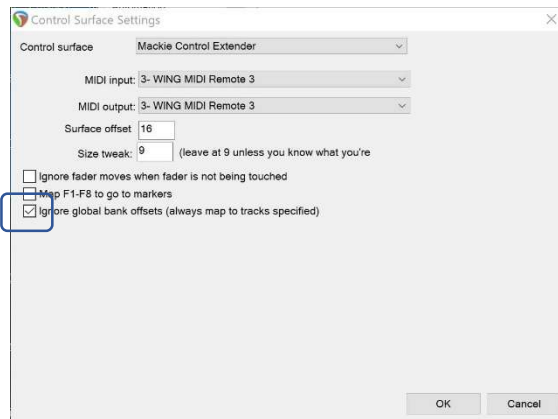 Control Surface Settings
Control surface Mackie Control Extender
MIDI input: 3- WING MIDI Remote 3
MIDI output: 3- WING MIDI Remote 3
Surface offset 16
Size tweak: 9 (leave at 9 unless you know what you're
Ignore fader moves when fader is not being touched
Map F1-F8 to go to markers
Ignore global bank offsets (always map to tracks specified)
OK Cancel